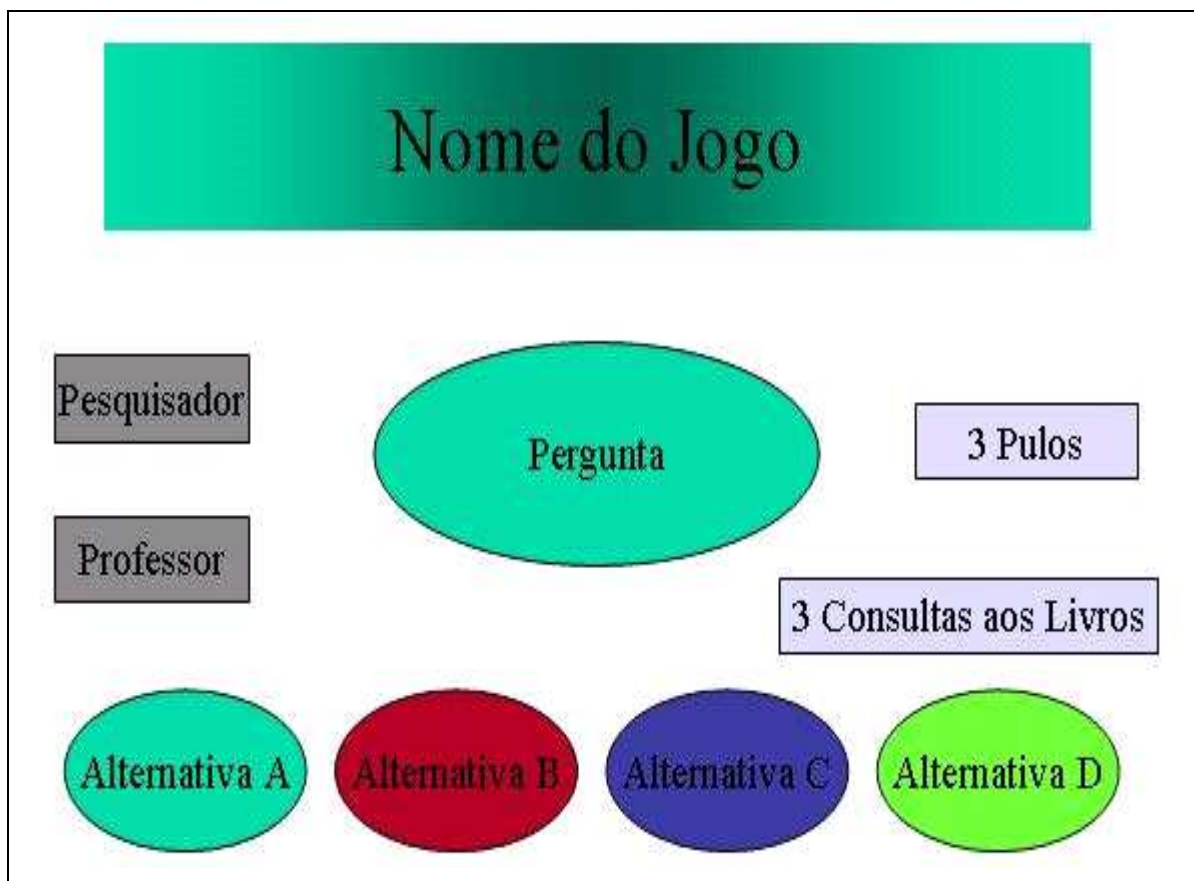 Nome do Jogo
Pesquisador
Pergunta
3 Pulos
Professor
3 Consultas aos Livros
Alternativa A
Alternativa B
Alternativa C
Alternativa D